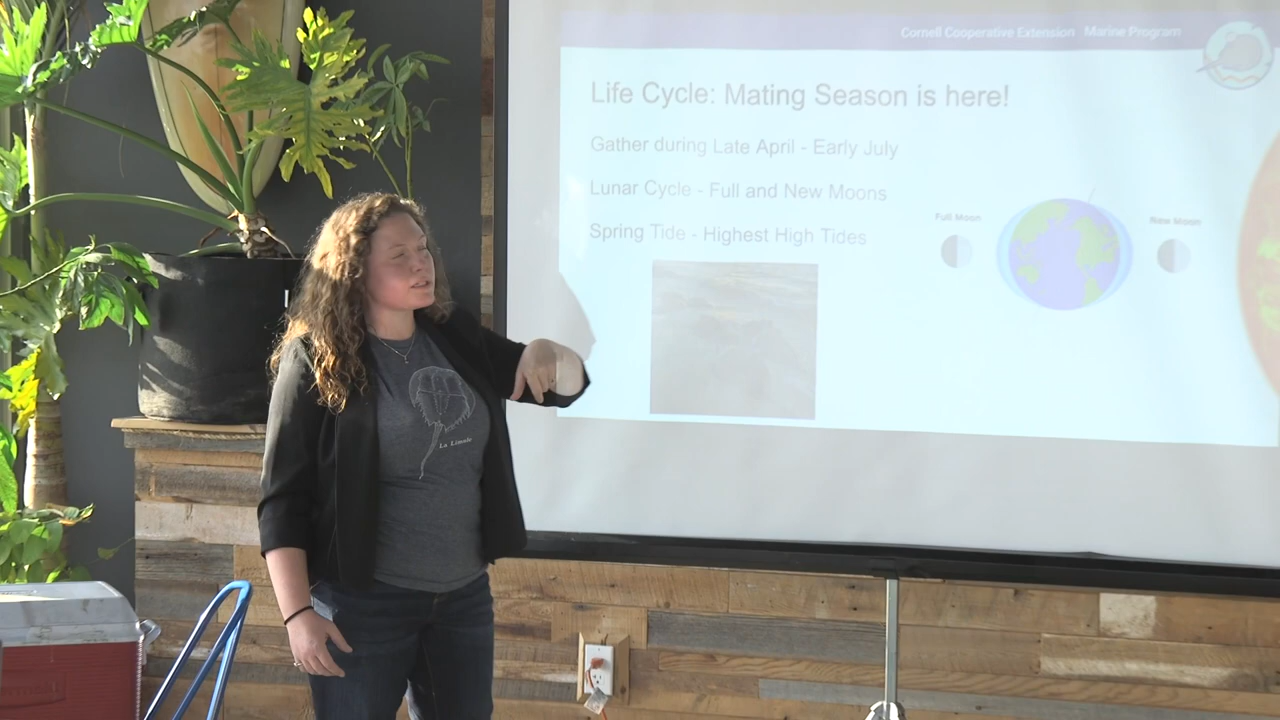 Cornell Cooperative Extension Marine Program
Life Cycle: Mating Season is here!
Gather during Late April - Early July
Lunar Cycle - Full and New Moons
Spring Tide - Highest High Tides
Full Moon
New Moon